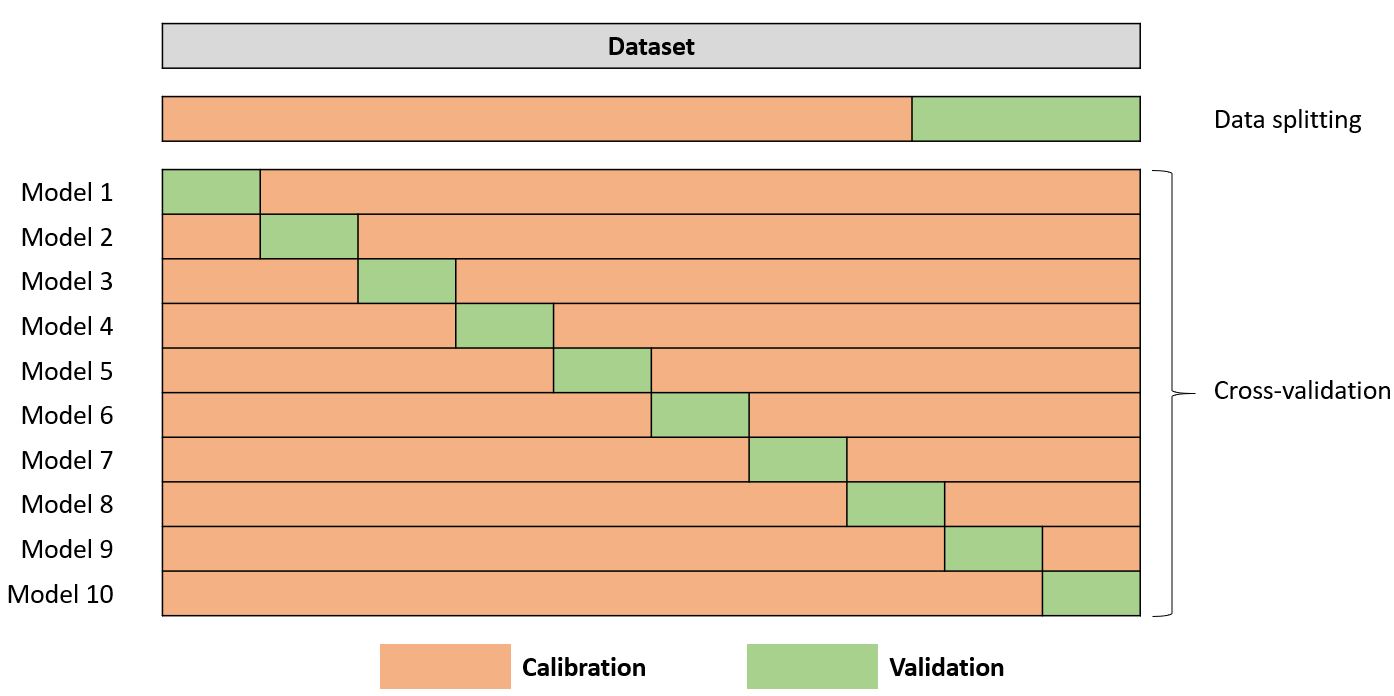 Dataset
Data splitting
Model 1
Model 2
Model 3
Model 4
Model 5
Model 6
Model 7
Model 8
Model 9
Model 10
Cross-validation
Calibration
Validation